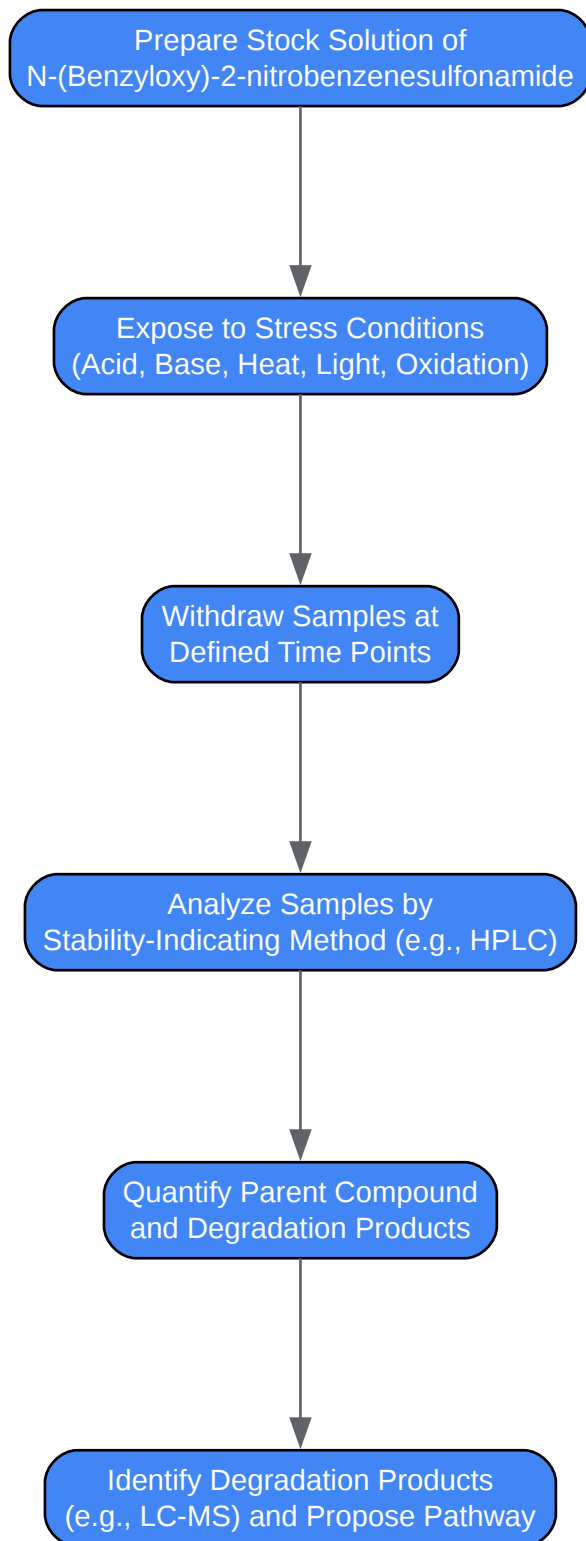 Prepare Stock Solution of
N-(Benzyloxy)-2-nitrobenzenesulfonamide
Expose to Stress Conditions
(Acid, Base, Heat, Light, Oxidation)
Withdraw Samples at
Defined Time Points
Analyze Samples by
Stability-Indicating Method (e.g., HPLC)
Quantify Parent Compound
and Degradation Products
Identify Degradation Products
(e.g., LC-MS) and Propose Pathway